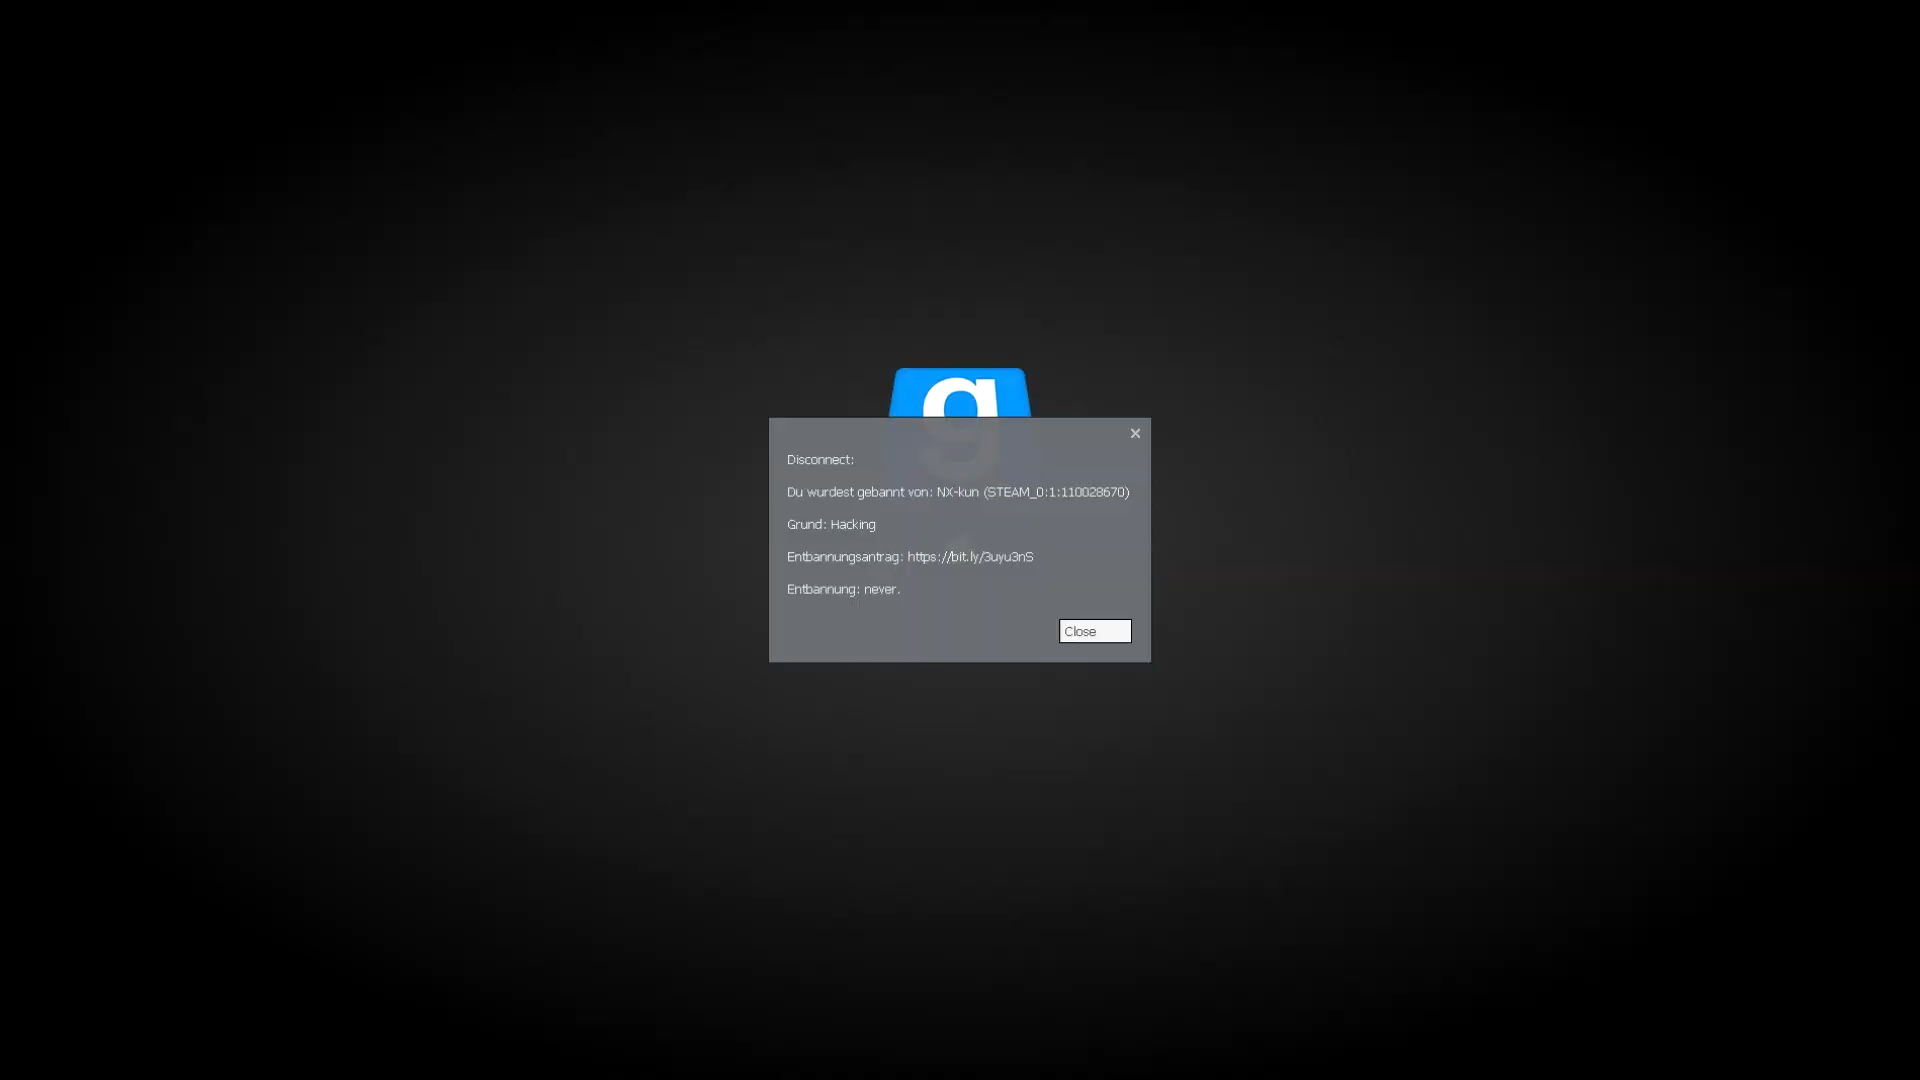 g
Disconnect:
Du wurdest gebannt von: NX-kun (STEAM_0:1:110028670)
Grund: Hacking
Entbannungsantrag: https://bit.ly/3uyu3nS
Entbannung: never.
Close